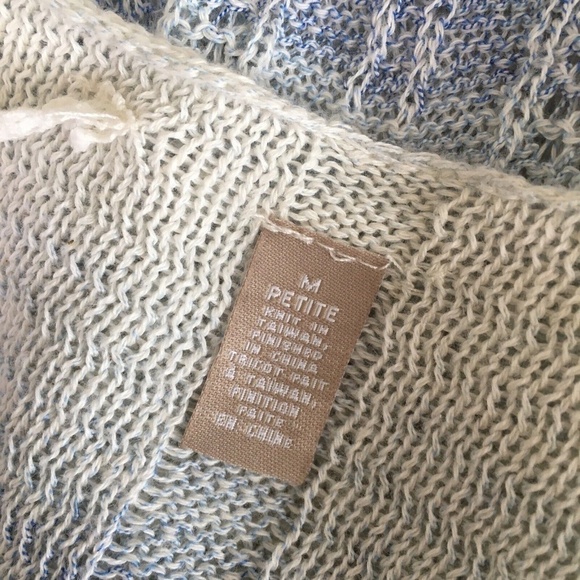 M
PETITE
KNIT IN
TAIWAN,
FINISHED
IN CHINA
TRICOT FAIT
A TAIWAN,
FINITION
FAITE
EN CHINE